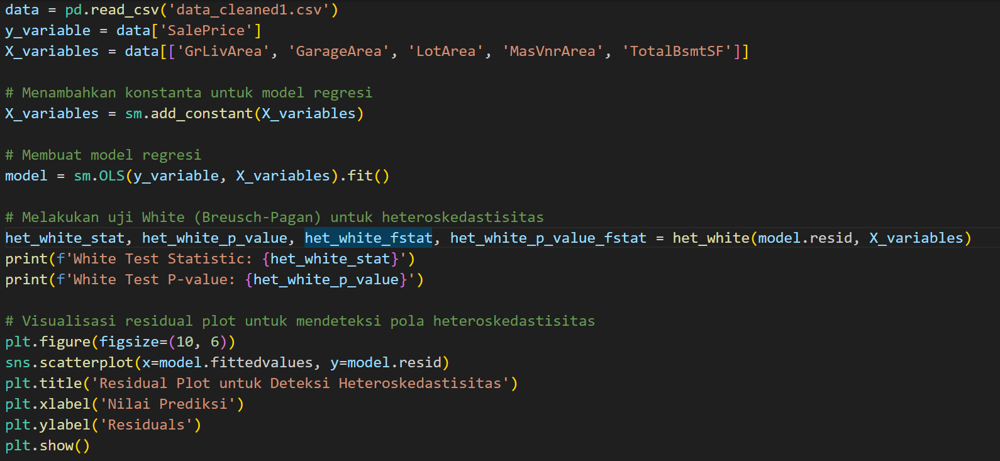 data = pd.read_csv('data_cleaned1.csv')
y_variable = data['SalePrice']
X_variables = data[['GrLivArea', 'GarageArea', 'LotArea', 'MasVnrArea', 'TotalBsmtSF']]
# Menambahkan konstanta untuk model regresi
X_variables = sm.add_constant(X_variables)
# Membuat model regresi
model = sm.OLS(y_variable, X_variables).fit()
# Melakukan uji White (Breusch-Pagan) untuk heteroskedastisitas
het_white_stat, het_white_p_value, het_white_fstat, het_white_p_value_fstat = het_white(model.resid, X_variables)
print(f'White Test Statistic: {het_white_stat}')
print(f'White Test P-value: {het_white_p_value}')
# Visualisasi residual plot untuk mendeteksi pola heteroskedastisitas
plt.figure(figsize=(10, 6))
sns.scatterplot(x=model.fittedvalues, y=model.resid)
plt.title('Residual Plot untuk Deteksi Heteroskedastisitas')
plt.xlabel('Nilai Prediksi')
plt.ylabel('Residuals')
plt.show()